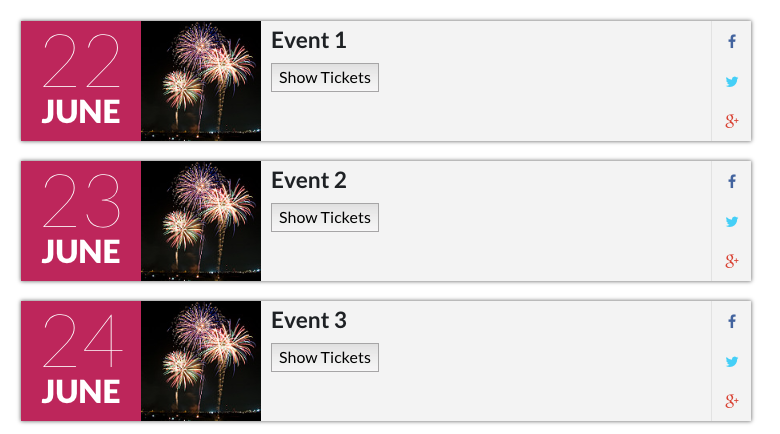 22
JUNE
Event 1
Show Tickets
23
JUNE
Event 2
Show Tickets
24
JUNE
Event 3
Show Tickets